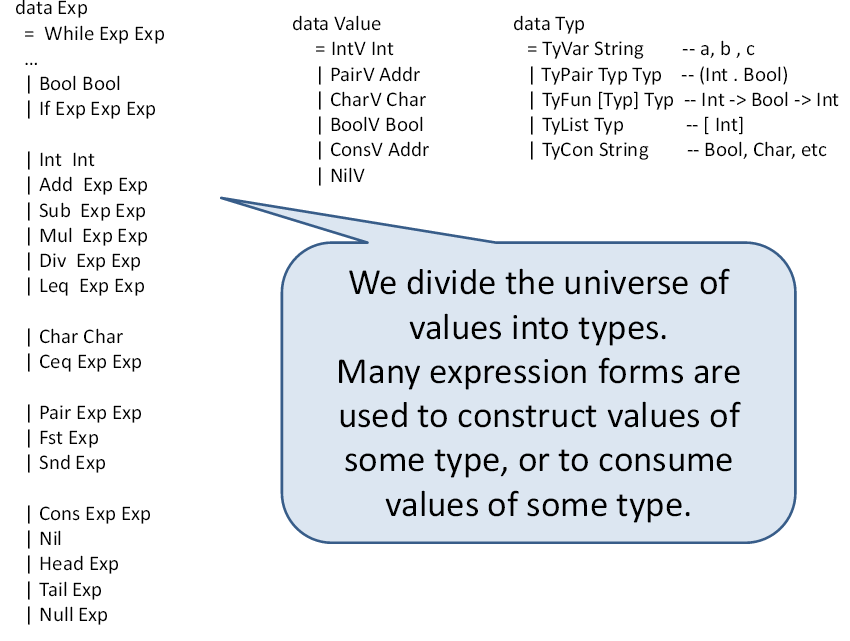 data Exp
= While Exp Exp
...
| Bool Bool
| If Exp Exp Exp
| Int Int
| Add Exp Exp
| Sub Exp Exp
| Mul Exp Exp
| Div Exp Exp
| Leq Exp Exp
| Char Char
| Ceq Exp Exp
| Pair Exp Exp
| Fst Exp
| Snd Exp
| Cons Exp Exp
| Nil
| Head Exp
| Tail Exp
| Null Exp
data Value
= IntV Int
| PairV Addr
| CharV Char
| BoolV Bool
| ConsV Addr
| NilV
data Typ
= TyVar String -- a, b , c
| TyPair Typ Typ -- (Int . Bool)
| TyFun [Typ] Typ -- Int -> Bool -> Int
| TyList Typ -- [ Int]
| TyCon String -- Bool, Char, etc
We divide the universe of
values into types.
Many expression forms are
used to construct values of
some type, or to consume
values of some type.